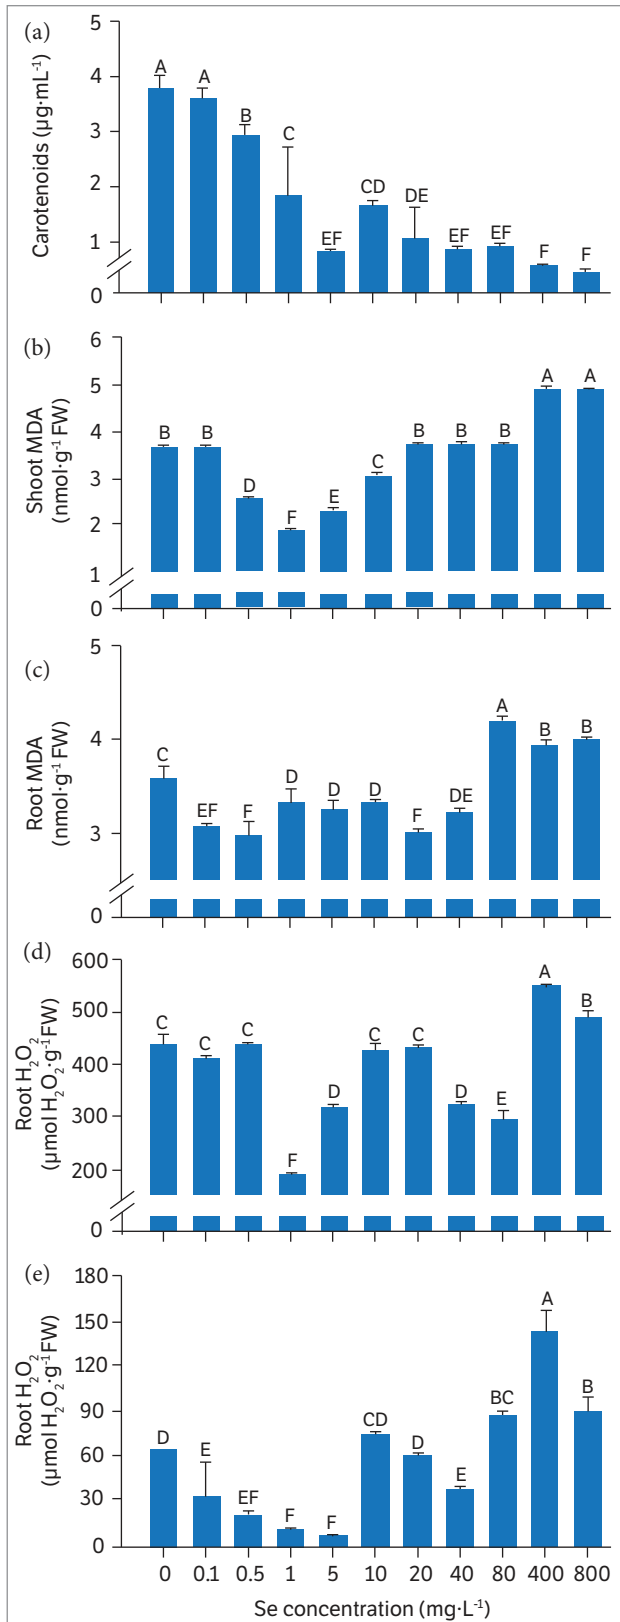 (a)
Carotenoids (µg·mL⁻¹)
5
4
3
2
1
0
A
A
B
C
EF
CD
DE
EF
EF
F
F
(b)
Shoot MDA
(nmol·g⁻¹ FW)
6
5
4
3
2
1
0
B
B
D
F
E
C
B
B
B
A
A
(c)
Root MDA
(nmol·g⁻¹ FW)
5
4
3
0
C
EF
F
D
D
D
F
DE
A
B
B
(d)
Root H₂O₂
(µmol H₂O₂·g⁻¹FW)
600
500
400
300
200
0
C
C
C
F
D
C
C
D
E
A
B
(e)
Root H₂O₂
(µmol H₂O₂·g⁻¹FW)
180
150
120
90
60
30
0
D
E
EF
F
F
CD
D
E
BC
A
B
0 0.1 0.5 1 5 10 20 40 80 400 800
Se concentration (mg·L⁻¹)